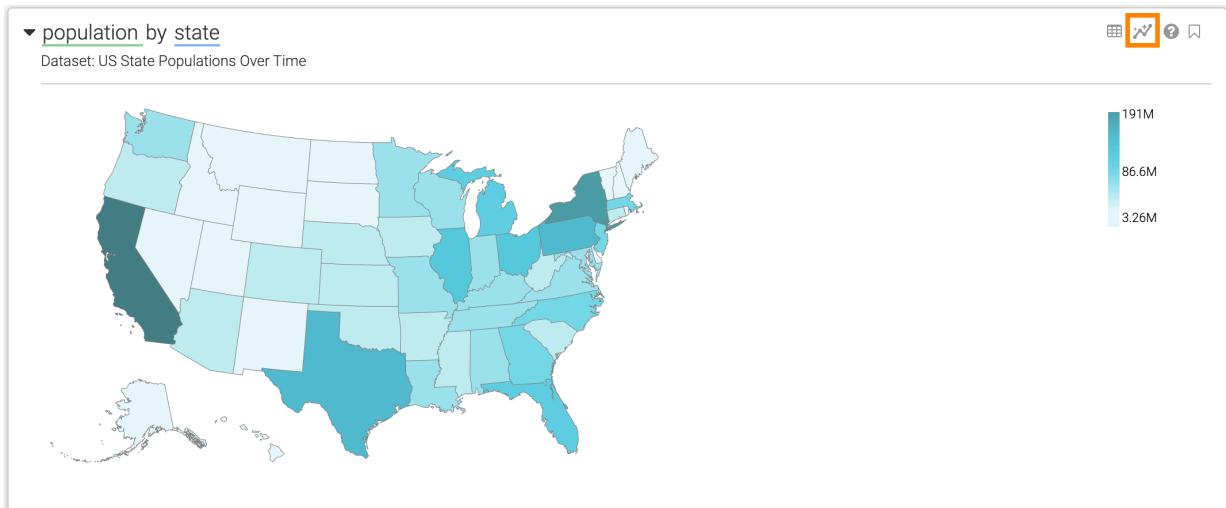 population by state
Dataset: US State Populations Over Time
191M
86.6M
3.26M